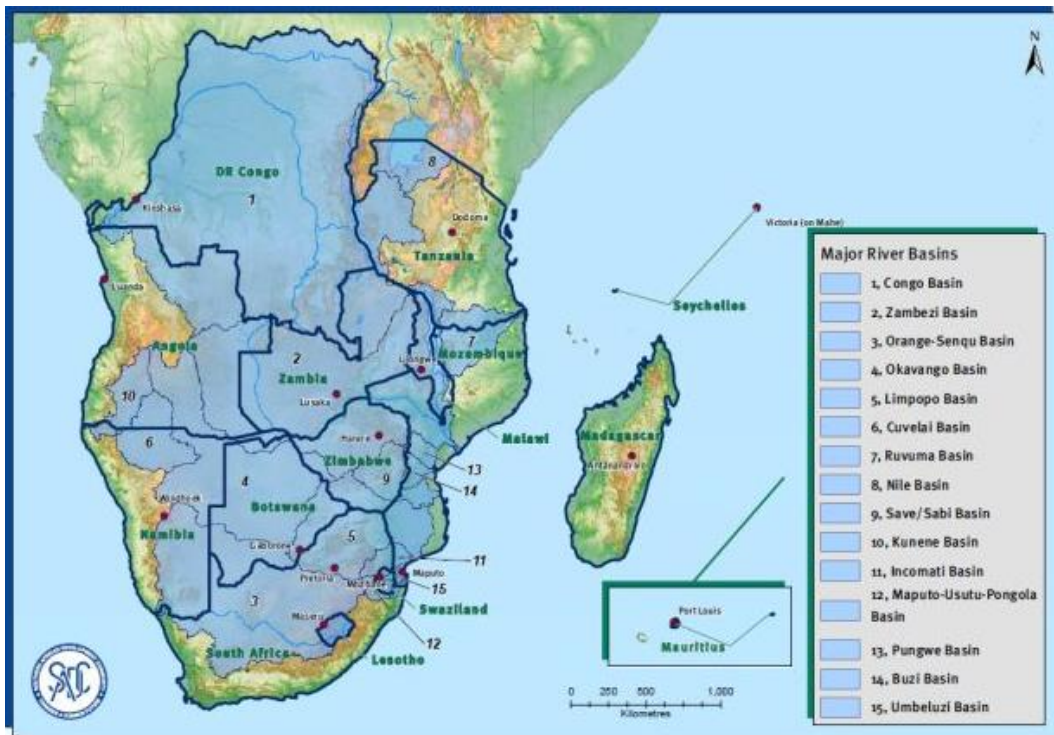 N
DR Congo
1
8
Kinshasa
Dodoma
Victoria (on Mahe)
Tanzania
Luanda
Seychelles
Angola
2
Zambia
Lusaka
Lilongwe
7
Mozambique
10
Malawi
Madagascar
Antananarivo
6
Harare
Zimbabwe
13
9
14
4
Botswana
Windhoek
Namibia
Gaborone
5
Pretoria
Mbabane
Maputo
11
15
Swaziland
3
Maseru
12
South Africa
Lesotho
Port Louis
Mauritius
SADC
0 250 500 1,000
Kilometres
Major River Basins
1, Congo Basin
2, Zambezi Basin
3, Orange-Senqu Basin
4, Okavango Basin
5, Limpopo Basin
6, Cuvelai Basin
7, Ruvuma Basin
8, Nile Basin
9, Save/Sabi Basin
10, Kunene Basin
11, Incomati Basin
12, Maputo-Usutu-Pongola
Basin
13, Pungwe Basin
14, Buzi Basin
15, Umbeluzi Basin